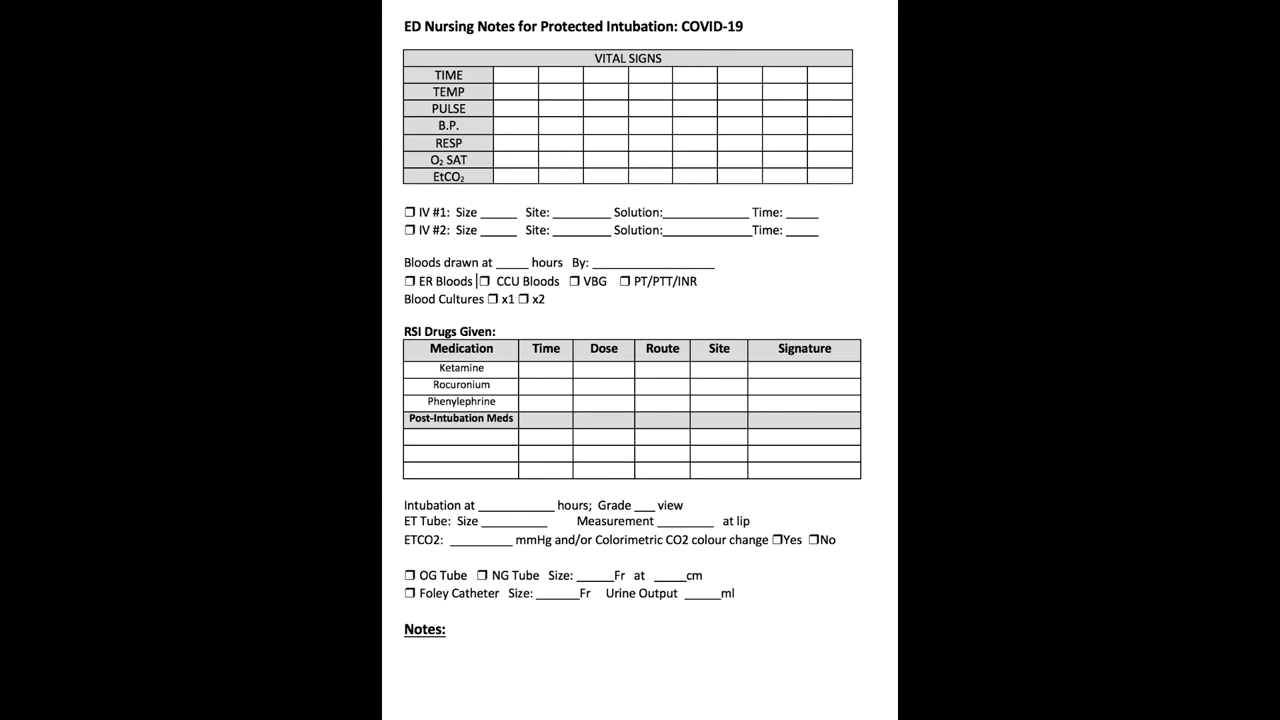 ED Nursing Notes for Protected Intubation: COVID-19
VITAL SIGNS
TIME
TEMP
PULSE
B.P.
RESP
O₂ SAT
EtCO₂
❒ IV #1: Size ______ Site: _________ Solution:______________ Time: _____
❒ IV #2: Size ______ Site: _________ Solution:______________Time: _____
Bloods drawn at _____ hours By: ___________________
❒ ER Bloods ❒ CCU Bloods ❒ VBG ❒ PT/PTT/INR
Blood Cultures ❒ x1 ❒ x2
RSI Drugs Given:
Medication Time Dose Route Site Signature
Ketamine
Rocuronium
Phenylephrine
Post-Intubation Meds
Intubation at ____________ hours; Grade ___ view
ET Tube: Size __________ Measurement _________ at lip
ETCO2: __________ mmHg and/or Colorimetric CO2 colour change ❒Yes ❒No
❒ OG Tube ❒ NG Tube Size: ______Fr at _____cm
❒ Foley Catheter Size: _______Fr Urine Output ______ml
Notes: